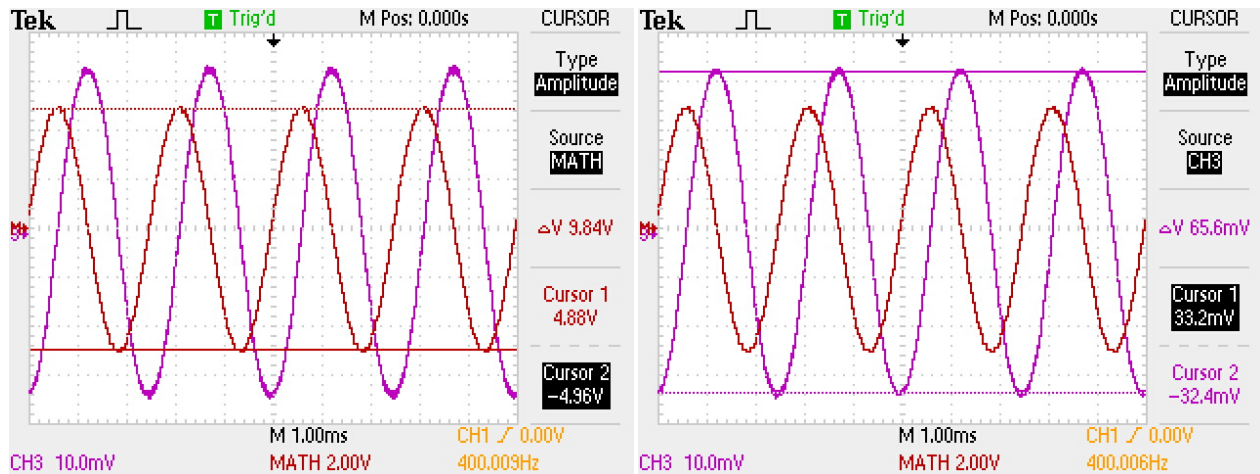 Tek T Trig'd M Pos: 0.000s CURSOR
Type
Amplitude
Source
MATH
△V 9.84V
Cursor 1
4.88V
Cursor 2
-4.96V
M 1.00ms CH1 / 0.00V
CH3 10.0mV MATH 2.00V 400.009Hz
Tek T Trig'd M Pos: 0.000s CURSOR
Type
Amplitude
Source
CH3
△V 65.6mV
Cursor 1
33.2mV
Cursor 2
-32.4mV
M 1.00ms CH1 / 0.00V
CH3 10.0mV MATH 2.00V 400.006Hz